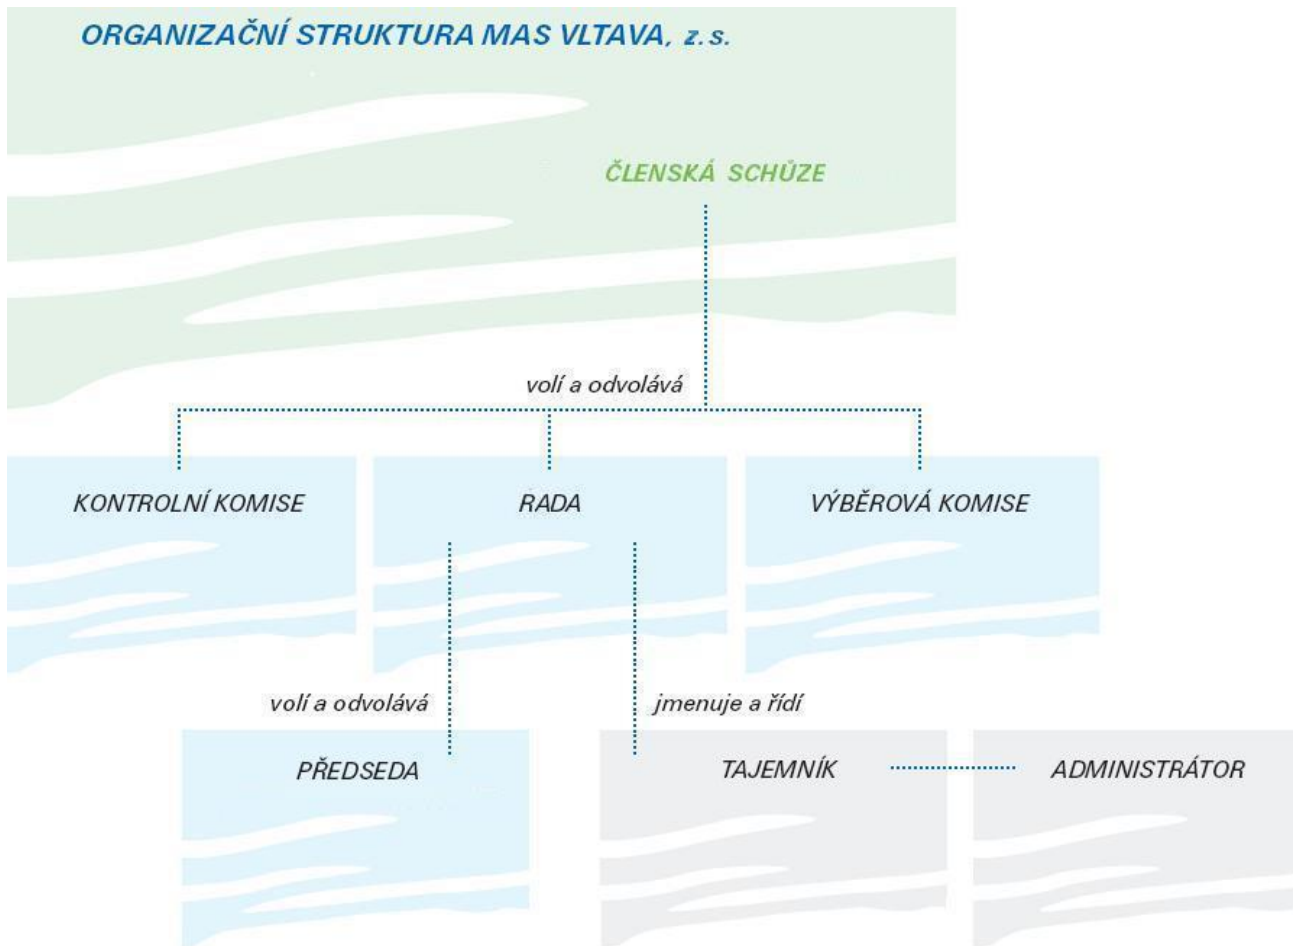 ORGANIZAČNÍ STRUKTURA MAS VLTAVA, z. s.
ČLENSKÁ SCHŮZE
volí a odvolává
KONTROLNÍ KOMISE
RADA
VÝBĚROVÁ KOMISE
volí a odvolává
jmenuje a řídí
PŘEDSEDA
TAJEMNÍK
ADMINISTRÁTOR